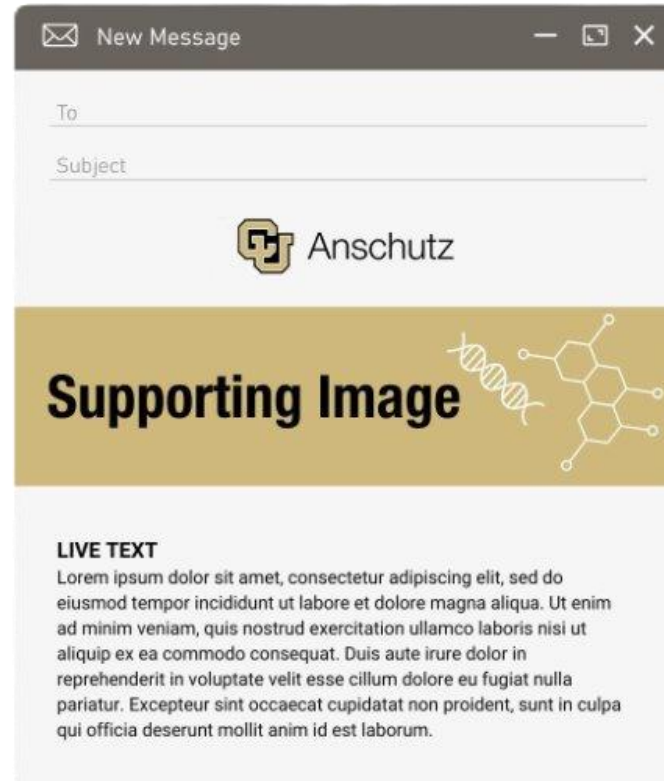 New Message
To
Subject
CU Anschutz
Supporting Image
LIVE TEXT
Lorem ipsum dolor sit amet, consectetur adipiscing elit, sed do
eiusmod tempor incididunt ut labore et dolore magna aliqua. Ut enim
ad minim veniam, quis nostrud exercitation ullamco laboris nisi ut
aliquip ex ea commodo consequat. Duis aute irure dolor in
reprehenderit in voluptate velit esse cillum dolore eu fugiat nulla
pariatur. Excepteur sint occaecat cupidatat non proident, sunt in culpa
qui officia deserunt mollit anim id est laborum.